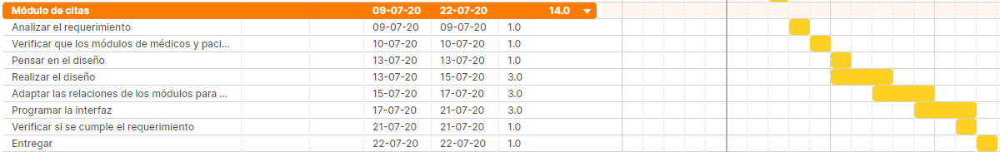 Módulo de citas 09-07-20 22-07-20 14.0
Analizar el requerimiento 09-07-20 09-07-20 1.0
Verificar que los módulos de médicos y paci... 10-07-20 10-07-20 1.0
Pensar en el diseño 13-07-20 13-07-20 1.0
Realizar el diseño 13-07-20 15-07-20 3.0
Adaptar las relaciones de los módulos para ... 15-07-20 17-07-20 3.0
Programar la interfaz 17-07-20 21-07-20 3.0
Verificar si se cumple el requerimiento 21-07-20 21-07-20 1.0
Entregar 22-07-20 22-07-20 1.0